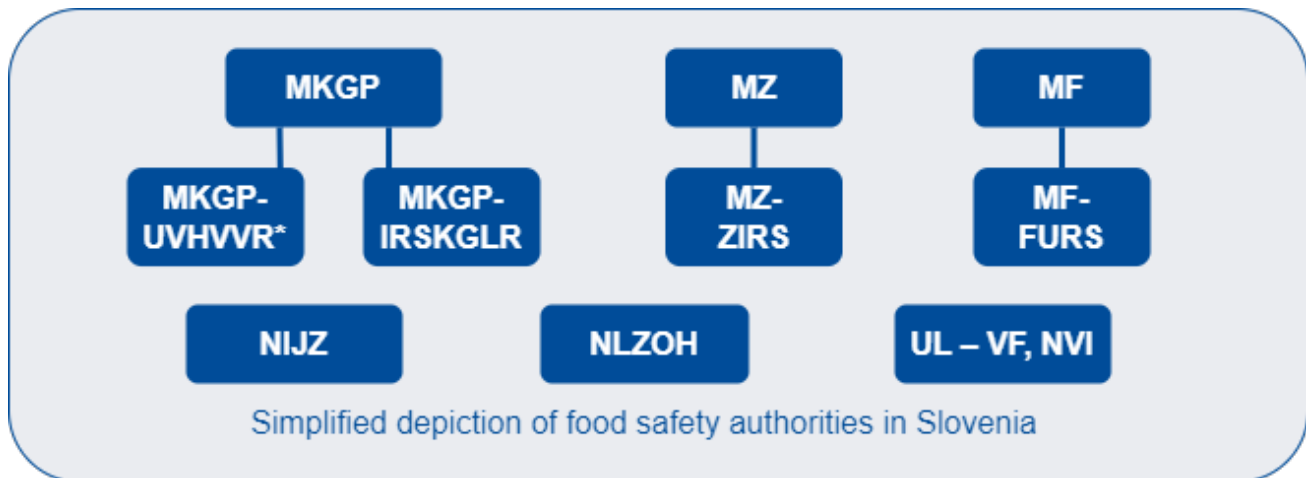 MKGP
MZ
MF
MKGP-
UVHVVR*
MKGP-
IRSKGLR
MZ-
ZIRS
MF-
FURS
NIJZ
NLZOH
UL – VF, NVI
Simplified depiction of food safety authorities in Slovenia